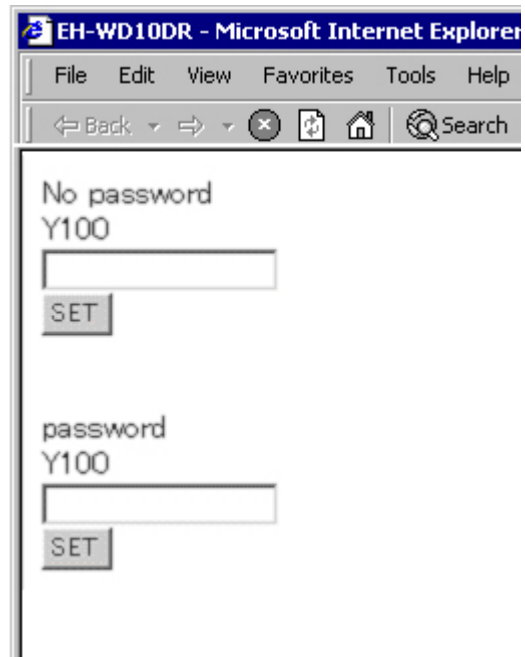 EH-WD10DR - Microsoft Internet Explorer
File Edit View Favorites Tools Help
Back Search
No password
Y100
SET
password
Y100
SET